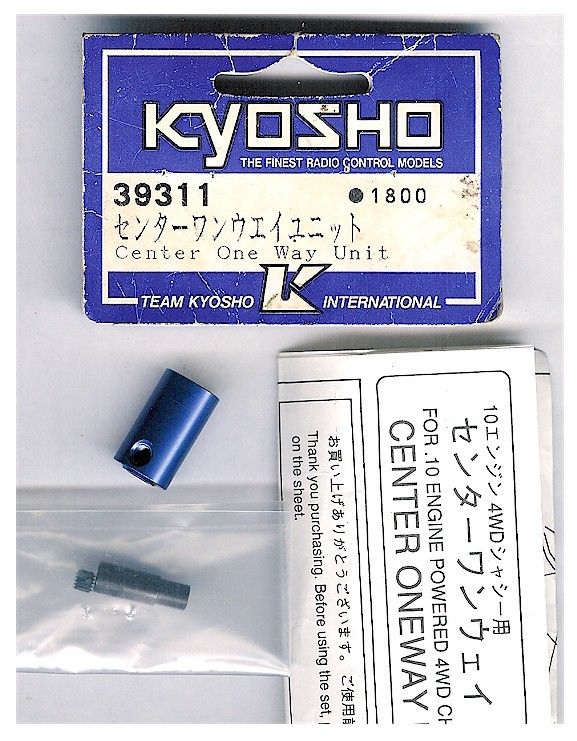 KYOSHO
THE FINEST RADIO CONTROL MODELS
39311 ●1800
センターワンウエイユニット
Center One Way Unit
TEAM KYOSHO K INTERNATIONAL
10エンジン4WDシャシー用
センターワンウェイ
FOR .10 ENGINE POWERED 4WD CH
CENTER ONEWAY
お買い上げありがとうございます。ご使用前
Thank you purchasing. Before using the set,
on the sheet.